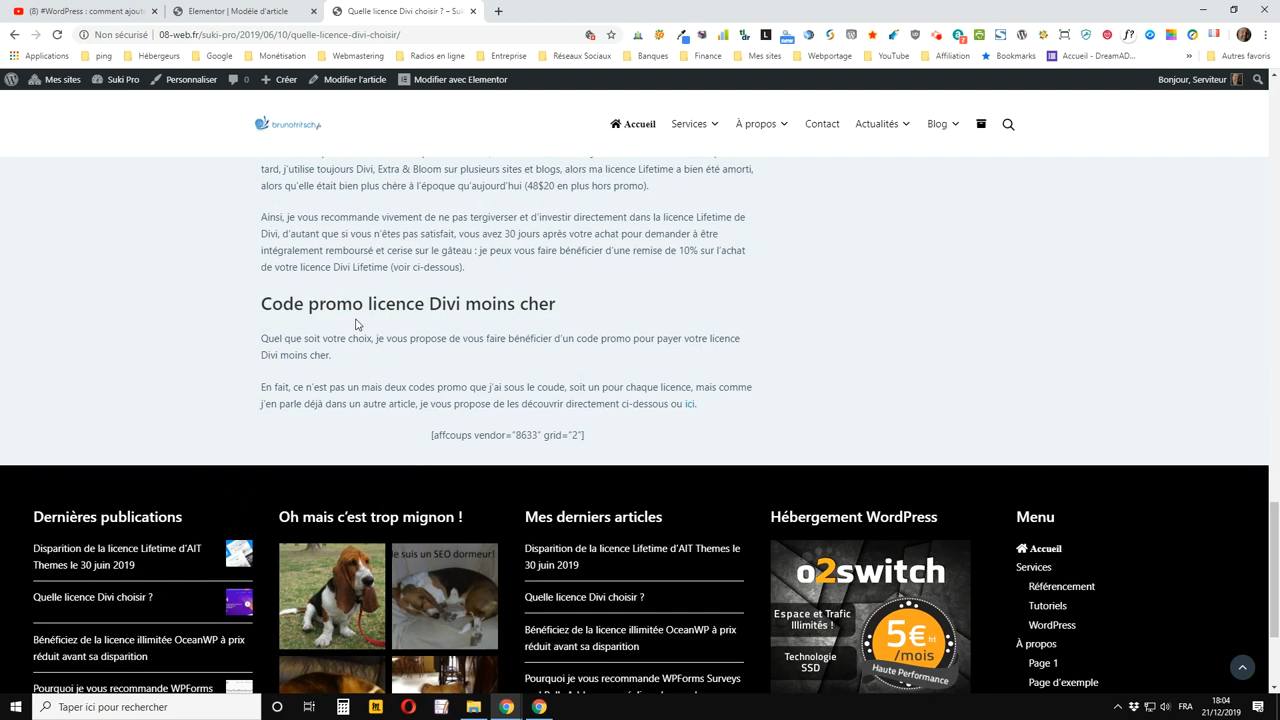 (8) #WordPress : comment ajoute
Elementor | Modèle d'article
Quelle licence Divi choisir ? – Suk
Non sécurisé | 08-web.fr/suki-pro/2019/06/10/quelle-licence-divi-choisir/
Applications
ping
Hébergeurs
Google
Monétisation
Webmastering
Radios en ligne
Entreprise
Réseaux Sociaux
Banques
Finance
Mes sites
Webportage
YouTube
Affiliation
Bookmarks
Accueil - DreamAD...
»
Autres favoris
Mes sites
Suki Pro
Personnaliser
0
Créer
Modifier l'article
Modifier avec Elementor
Bonjour, Serviteur
brunofritsch.fr
Accueil
Services
À propos
Contact
Actualités
Blog
tard, j'utilise toujours Divi, Extra & Bloom sur plusieurs sites et blogs, alors ma licence Lifetime a bien été amorti,
alors qu'elle était bien plus chère à l'époque qu'aujourd'hui (48$20 en plus hors promo).
Ainsi, je vous recommande vivement de ne pas tergiverser et d'investir directement dans la licence Lifetime de
Divi, d'autant que si vous n'êtes pas satisfait, vous avez 30 jours après votre achat pour demander à être
intégralement remboursé et cerise sur le gâteau : je peux vous faire bénéficier d'une remise de 10% sur l'achat
de votre licence Divi Lifetime (voir ci-dessous).
Code promo licence Divi moins cher
Quel que soit votre choix, je vous propose de vous faire bénéficier d'un code promo pour payer votre licence
Divi moins cher.
En fait, ce n'est pas un mais deux codes promo que j'ai sous le coude, soit un pour chaque licence, mais comme
j'en parle déjà dans un autre article, je vous propose de les découvrir directement ci-dessous ou ici.
[affcoups vendor="8633" grid="2"]
Dernières publications
Disparition de la licence Lifetime d'AIT
Themes le 30 juin 2019
Quelle licence Divi choisir ?
Bénéficiez de la licence illimitée OceanWP à prix
réduit avant sa disparition
Pourquoi je vous recommande WPForms
Oh mais c'est trop mignon !
Je suis un SEO dormeur!
Mes derniers articles
Disparition de la licence Lifetime d'AIT Themes le
30 juin 2019
Quelle licence Divi choisir ?
Bénéficiez de la licence illimitée OceanWP à prix
réduit avant sa disparition
Pourquoi je vous recommande WPForms Surveys
Hébergement WordPress
o2switch
Espace et Trafic
Illimités !
Technologie
SSD
5€ ht
/mois
Haute Performance
Menu
Accueil
Services
Référencement
Tutoriels
WordPress
À propos
Page 1
Page d'exemple
Taper ici pour rechercher
FRA
18:04
21/12/2019